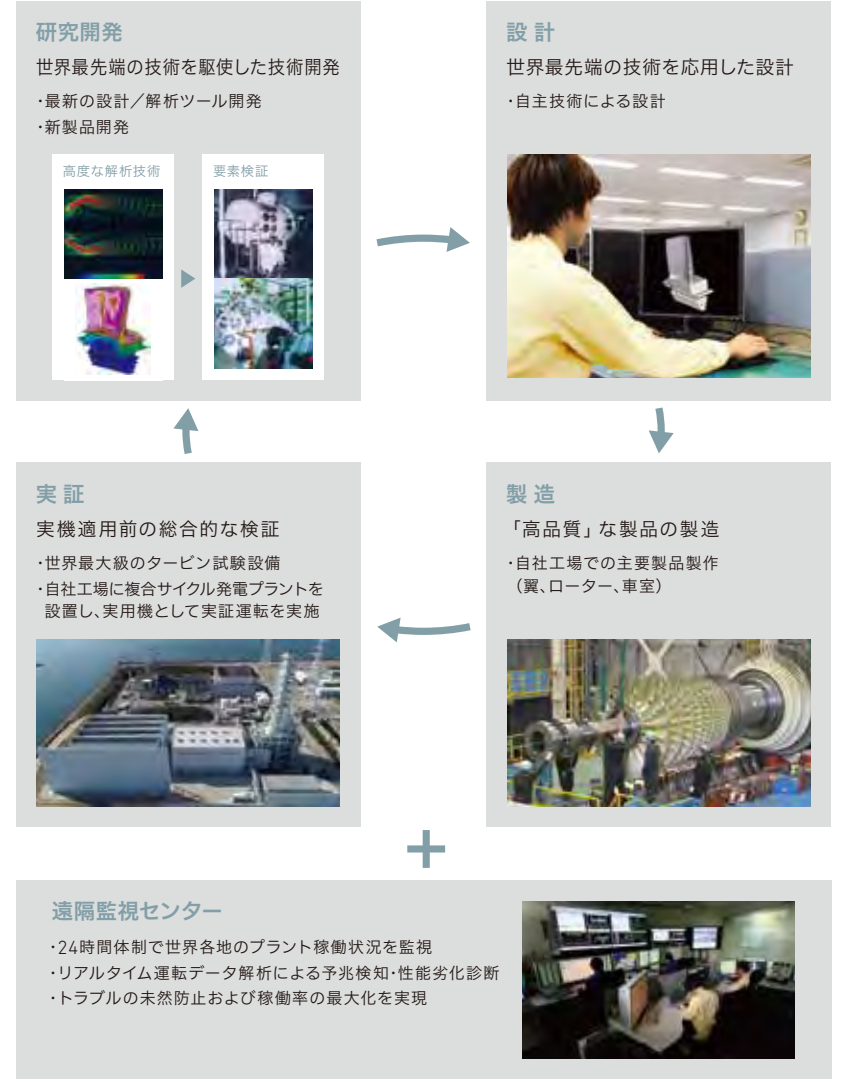 研究開発
世界最先端の技術を駆使した技術開発
・最新の設計／解析ツール開発
・新製品開発
高度な解析技術
要素検証
設計
世界最先端の技術を応用した設計
・自主技術による設計
実証
実機適用前の総合的な検証
・世界最大級のタービン試験設備
・自社工場に複合サイクル発電プラントを
設置し、実用機として実証運転を実施
製造
「高品質」な製品の製造
・自社工場での主要製品製作
（翼、ローター、車室）
+
遠隔監視センター
・24時間体制で世界各地のプラント稼働状況を監視
・リアルタイム運転データ解析による予兆検知・性能劣化診断
・トラブルの未然防止および稼働率の最大化を実現